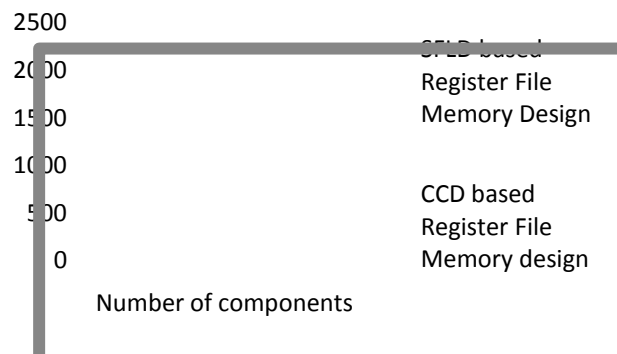 2500
2000
1500
1000
500
0
based
Register File
Memory Design
CCD based
Register File
Memory design
Number of components